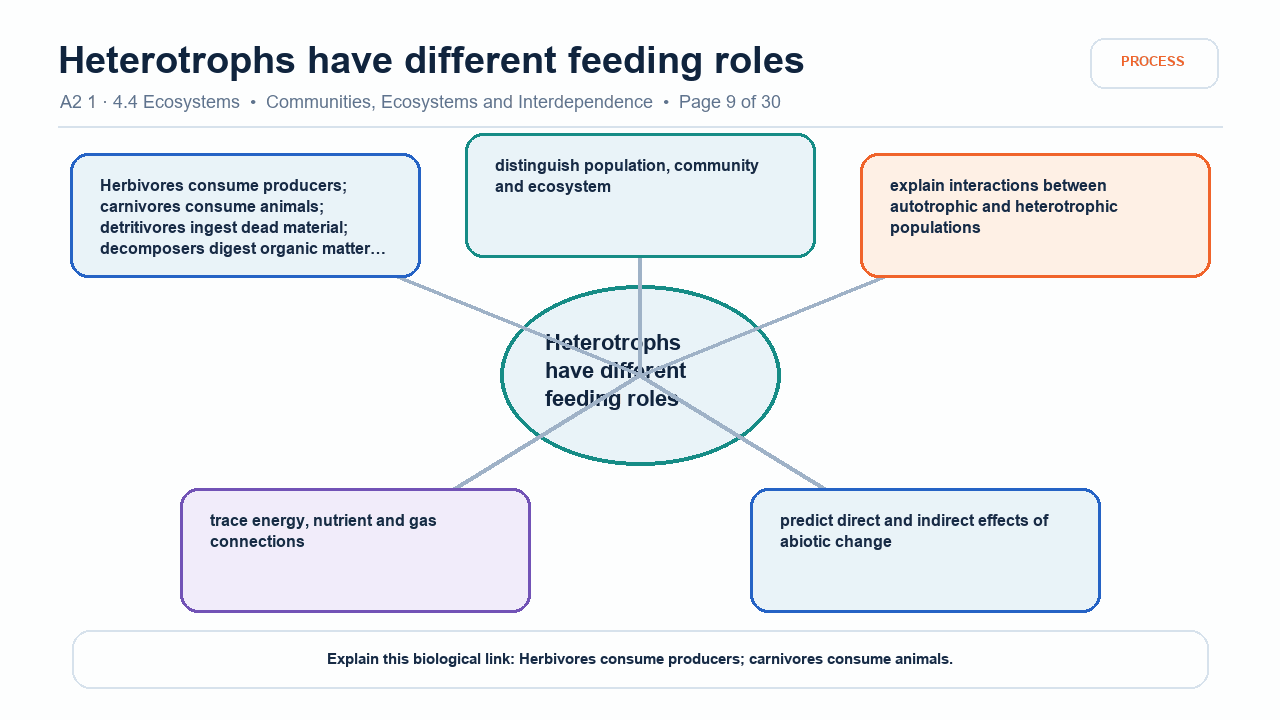 Heterotrophs have different feeding roles
PROCESS
A2 1 · 4.4 Ecosystems • Communities, Ecosystems and Interdependence • Page 9 of 30
Herbivores consume producers;
carnivores consume animals;
detritivores ingest dead material;
decomposers digest organic matter…
distinguish population, community
and ecosystem
explain interactions between
autotrophic and heterotrophic
populations
Heterotrophs
have different
feeding roles
trace energy, nutrient and gas
connections
predict direct and indirect effects of
abiotic change
Explain this biological link: Herbivores consume producers; carnivores consume animals.